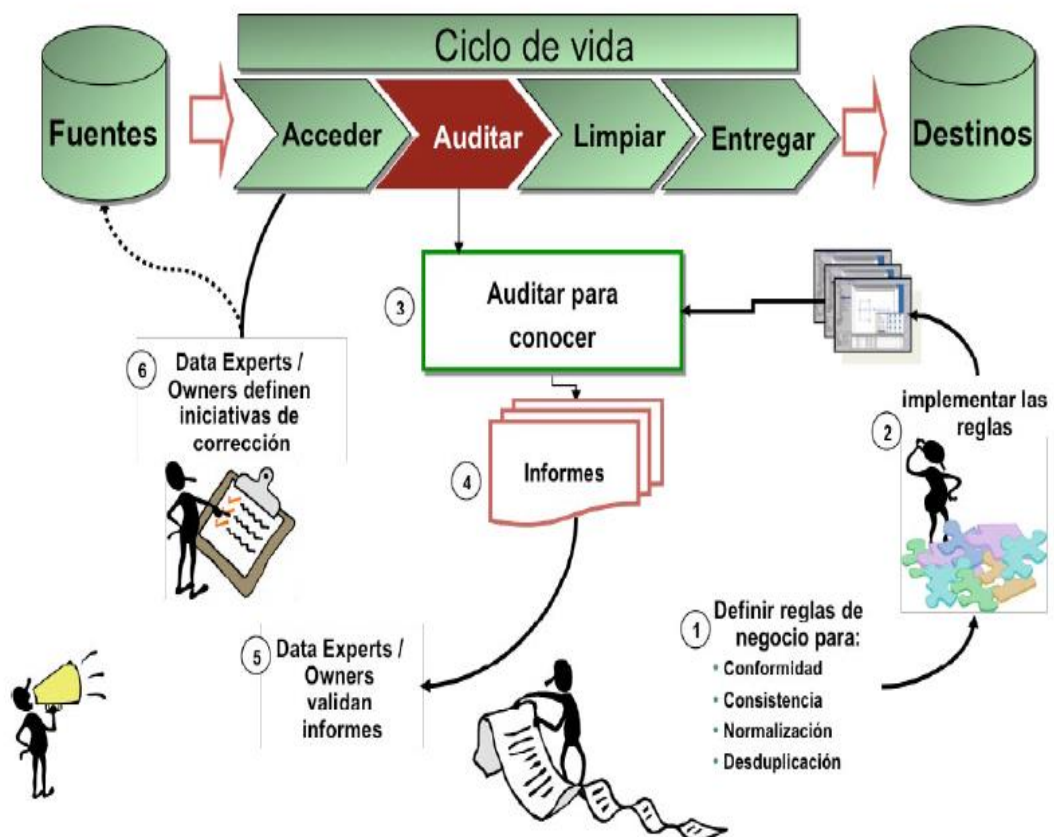 Ciclo de vida
Fuentes
Acceder
Auditar
Limpiar
Entregar
Destinos
3
Auditar para
conocer
6
Data Experts /
Owners definen
iniciativas de
corrección
implementar las
2
reglas
4
Informes
1
Definir reglas de
negocio para:
• Conformidad
• Consistencia
• Normalización
• Desduplicación
5
Data Experts /
Owners
validan
informes